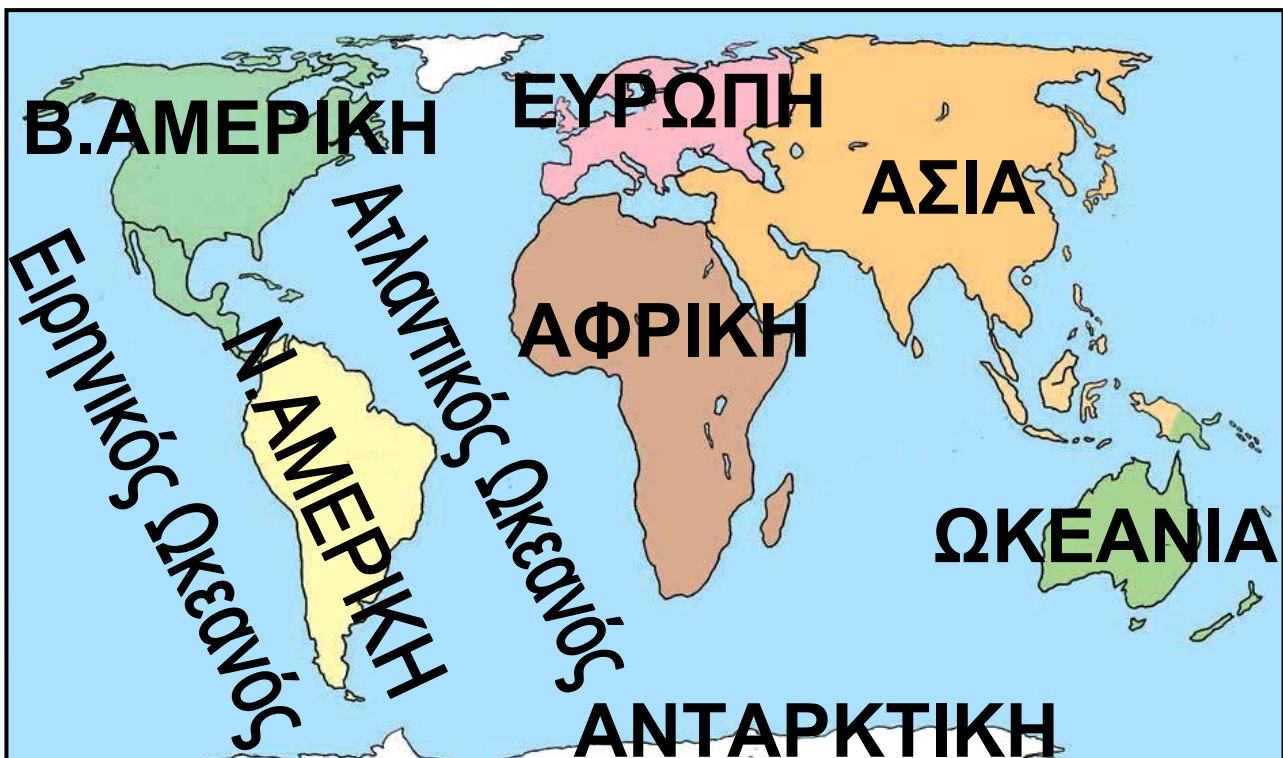 Β.ΑΜΕΡΙΚΗ
ΕΥΡΩΠΗ
ΑΣΙΑ
Ειρηνικός Ωκεανός
Ν.ΑΜΕΡΙΚΗ
Ατλαντικός Ωκεανός
ΑΦΡΙΚΗ
ΩΚΕΑΝΙΑ
ΑΝΤΑΡΚΤΙΚΗ